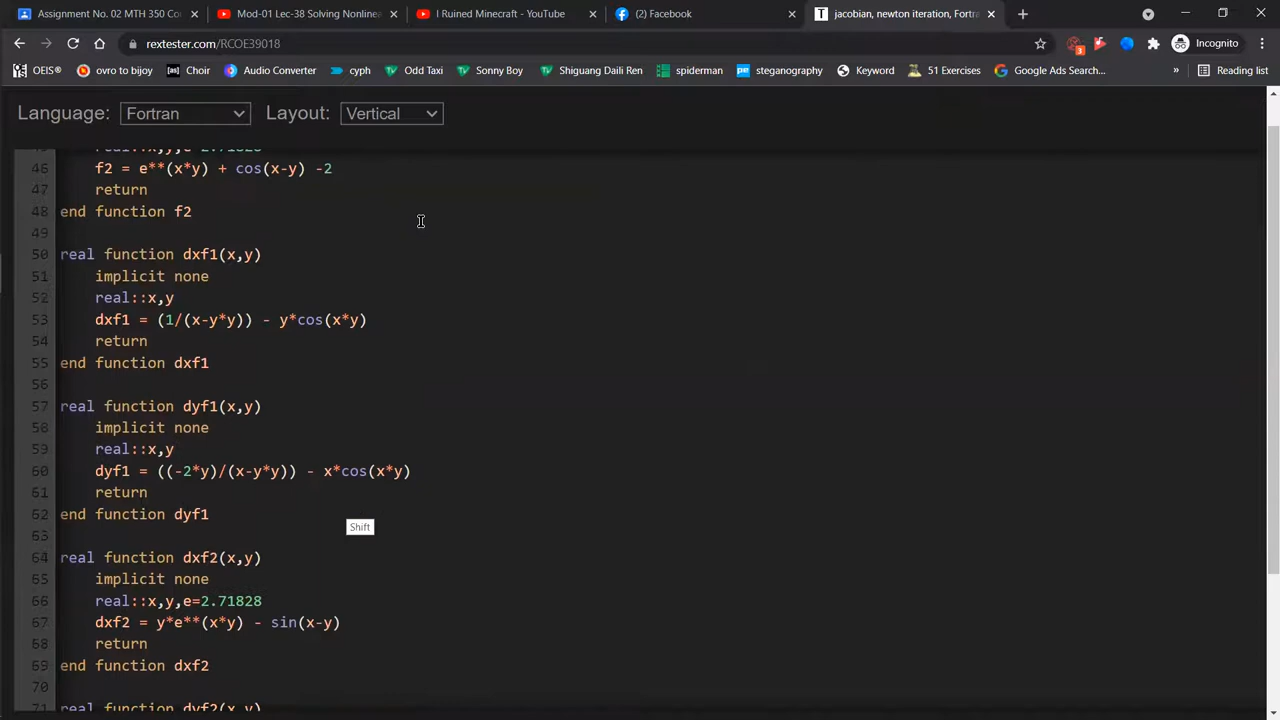 Assignment No. 02 MTH 350 Co
Mod-01 Lec-38 Solving Nonlinea
I Ruined Minecraft - YouTube
(2) Facebook
jacobian, newton iteration, Fortra
rextester.com/RCOE39018
3
Incognito
OEIS®
ovro to bijoy
Choir
Audio Converter
cyph
Odd Taxi
Sonny Boy
Shiguang Daili Ren
spiderman
steganography
Keyword
51 Exercises
Google Ads Search...
»
Reading list
Language: Fortran Layout: Vertical
46 f2 = e**(x*y) + cos(x-y) -2
47 return
48 end function f2
49
50 real function dxf1(x,y)
51 implicit none
52 real::x,y
53 dxf1 = (1/(x-y*y)) - y*cos(x*y)
54 return
55 end function dxf1
56
57 real function dyf1(x,y)
58 implicit none
59 real::x,y
60 dyf1 = ((-2*y)/(x-y*y)) - x*cos(x*y)
61 return
62 end function dyf1
Shift
63
64 real function dxf2(x,y)
65 implicit none
66 real::x,y,e=2.71828
67 dxf2 = y*e**(x*y) - sin(x-y)
68 return
69 end function dxf2
70
71 real function dyf2(x,y)